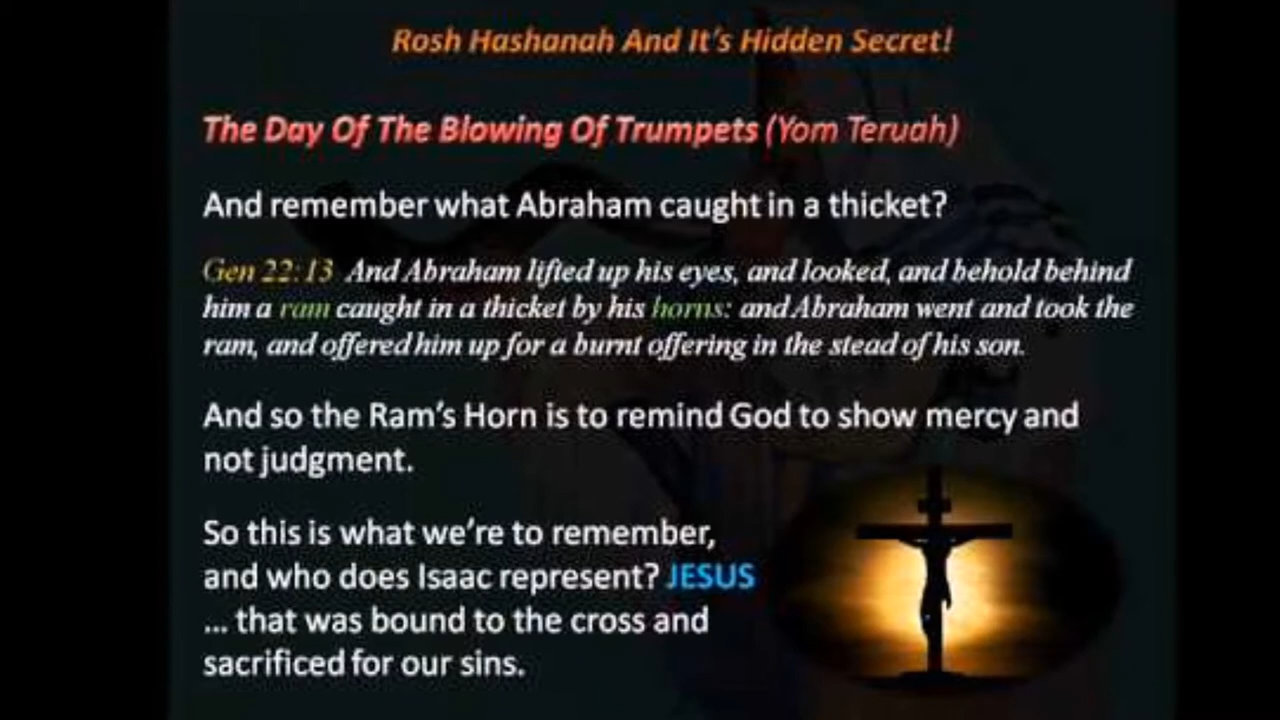 Rosh Hashanah And It's Hidden Secret!
The Day Of The Blowing Of Trumpets (Yom Teruah)
And remember what Abraham caught in a thicket?
Gen 22:13 And Abraham lifted up his eyes, and looked, and behold behind
him a ram caught in a thicket by his horns: and Abraham went and took the
ram, and offered him up for a burnt offering in the stead of his son.
And so the Ram's Horn is to remind God to show mercy and
not judgment.
So this is what we're to remember,
and who does Isaac represent? JESUS
... that was bound to the cross and
sacrificed for our sins.